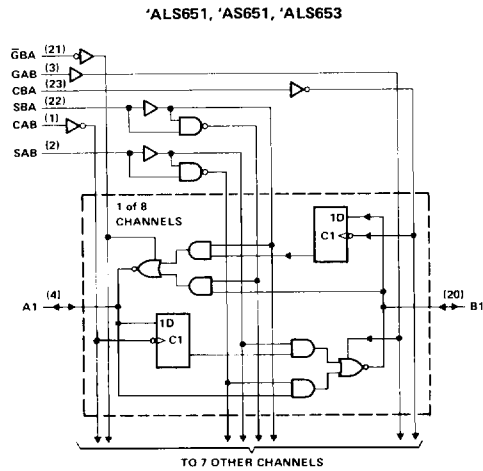 'ALS651, 'AS651, 'ALS653
G̅BA (21)
GAB (3)
CBA (23)
SBA (22)
CAB (1)
SAB (2)
1 of 8
CHANNELS
1D
C1
A1 (4)
(20) B1
1D
C1
TO 7 OTHER CHANNELS